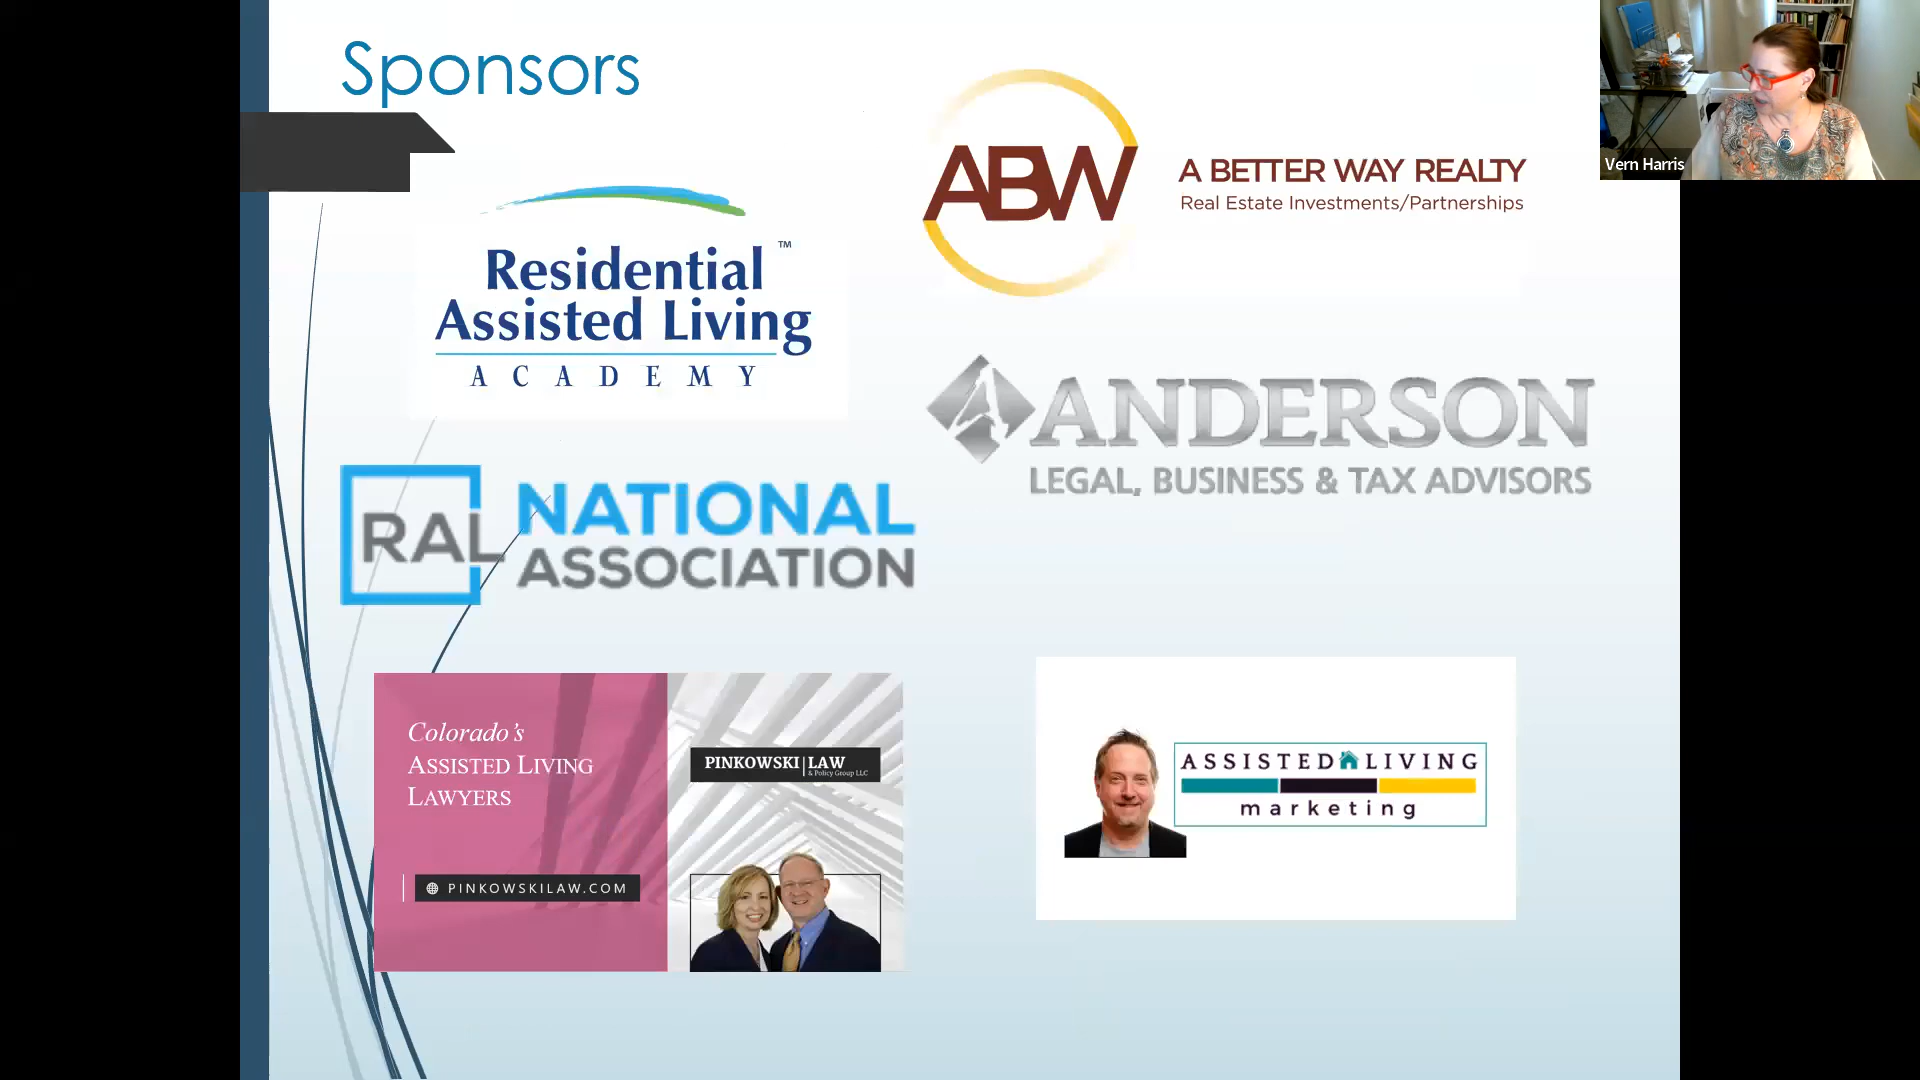 Sponsors
Vern Harris
ABW
A BETTER WAY REALTY
Real Estate Investments/Partnerships
Residential™
Assisted Living
ACADEMY
ANDERSON
LEGAL, BUSINESS & TAX ADVISORS
RAL NATIONAL
ASSOCIATION
Colorado's
ASSISTED LIVING
LAWYERS
PINKOWSKI|LAW
& Policy Group LLC
PINKOWSKILAW.COM
ASSISTED LIVING
marketing